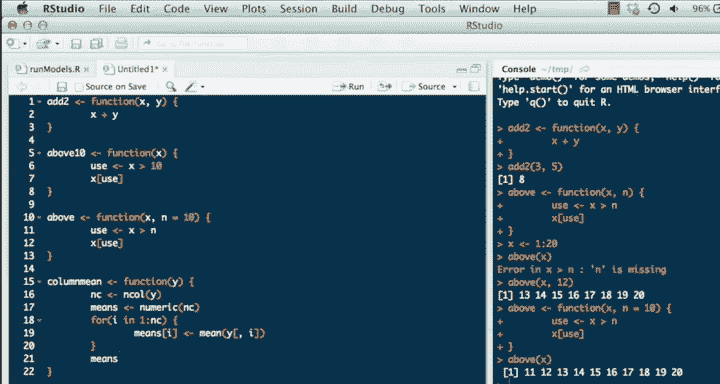 RStudio File Edit Code View Plots Session Build Debug Tools Window Help 96%
RStudio
runModels.R Untitled1*
Source on Save Run Source
1 add2 <- function(x, y) {
2 x + y
3 }
4
5 above10 <- function(x) {
6 use <- x > 10
7 x[use]
8 }
9
10 above <- function(x, n = 10) {
11 use <- x > n
12 x[use]
13 }
14
15 columnmean <- function(y) {
16 nc <- ncol(y)
17 means <- numeric(nc)
18 for(i in 1:nc) {
19 means[i] <- mean(y[, i])
20 }
21 means
22 }
Console ~/tmp/
'help.start()' for an HTML browser interf
Type 'q()' to quit R.
> add2 <- function(x, y) {
+ x + y
+ }
> add2(3, 5)
[1] 8
> above <- function(x, n) {
+ use <- x > n
+ x[use]
+ }
> x <- 1:20
> above(x)
Error in x > n : 'n' is missing
> above(x, 12)
[1] 13 14 15 16 17 18 19 20
> above <- function(x, n = 10) {
+ use <- x > n
+ x[use]
+ }
> above(x)
[1] 11 12 13 14 15 16 17 18 19 20